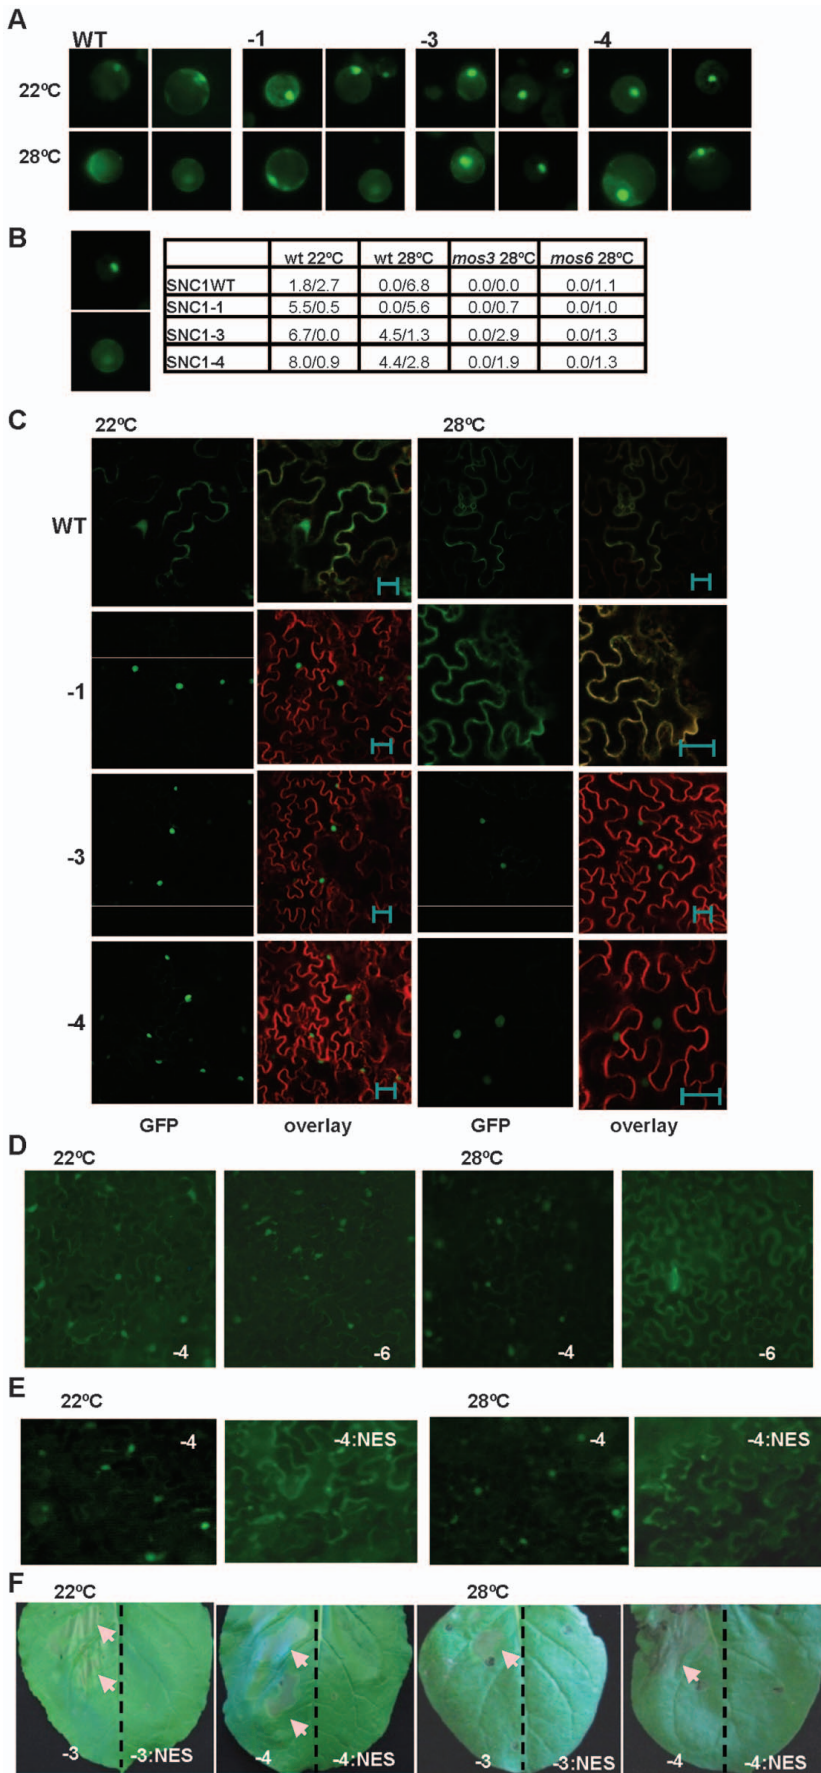 A
WT -1 -3 -4
22ºC
28ºC
B
wt 22ºC wt 28ºC mos3 28ºC mos6 28ºC
SNC1WT 1.8/2.7 0.0/6.8 0.0/0.0 0.0/1.1
SNC1-1 5.5/0.5 0.0/5.6 0.0/0.7 0.0/1.0
SNC1-3 6.7/0.0 4.5/1.3 0.0/2.9 0.0/1.3
SNC1-4 8.0/0.9 4.4/2.8 0.0/1.9 0.0/1.3
C
22ºC 28ºC
WT
-1
-3
-4
GFP overlay GFP overlay
D
22ºC 28ºC
-4 -6 -4 -6
E
22ºC 28ºC
-4 -4:NES -4 -4:NES
F
22ºC 28ºC
-3 -3:NES -4 -4:NES -3 -3:NES -4 -4:NES